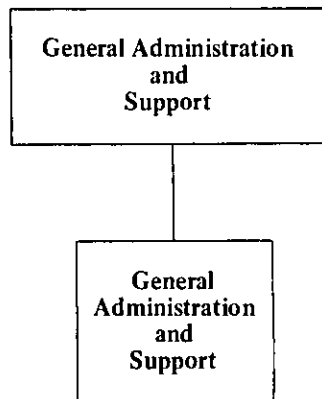 General Administration
and
Support
General
Administration
and
Support